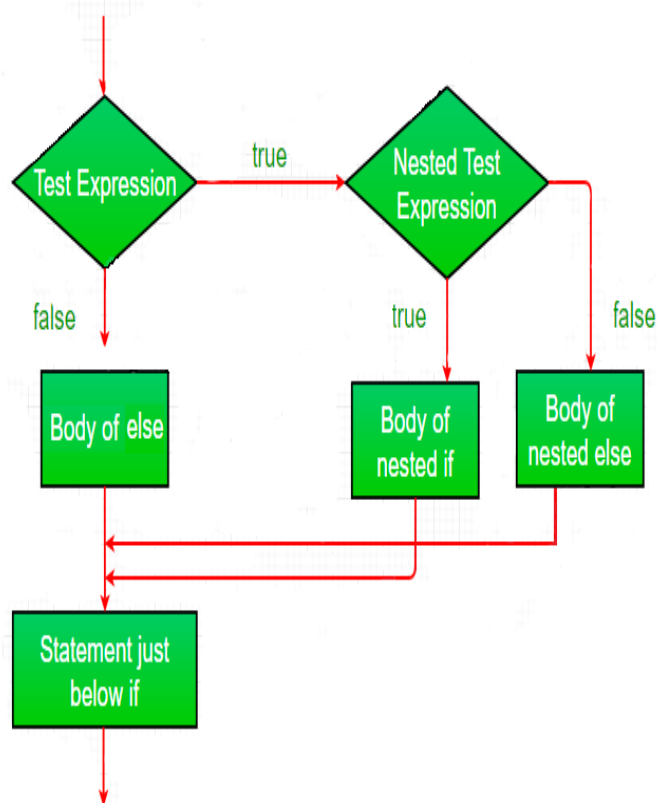 true
Test Expression
Nested Test
Expression
false
true
false
Body of else
Body of
nested if
Body of
nested else
Statement just
below if